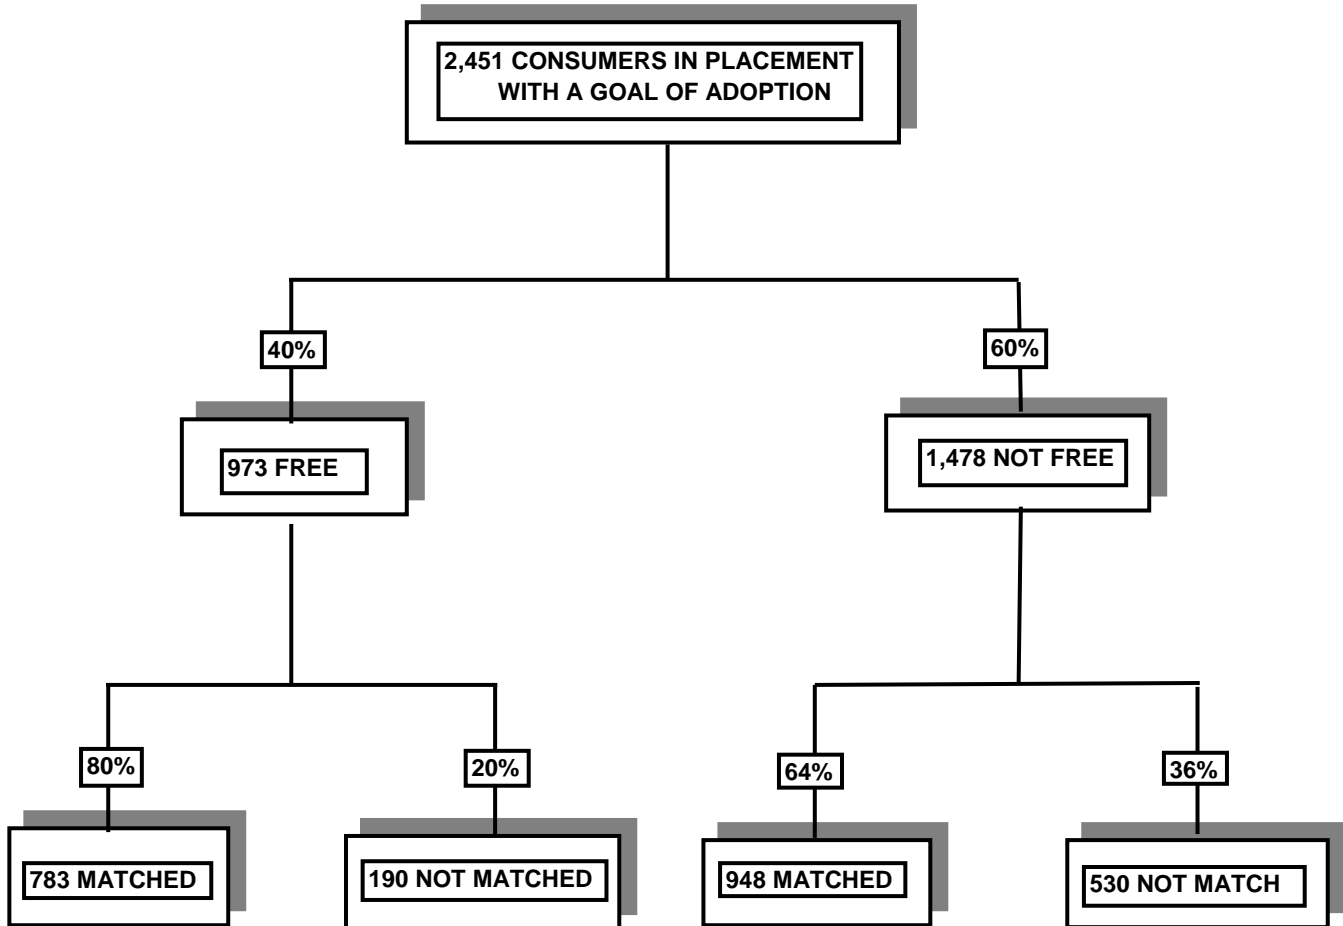 2,451 CONSUMERS IN PLACEMENT
WITH A GOAL OF ADOPTION
40%
60%
973 FREE
1,478 NOT FREE
80%
20%
64%
36%
783 MATCHED
190 NOT MATCHED
948 MATCHED
530 NOT MATCH